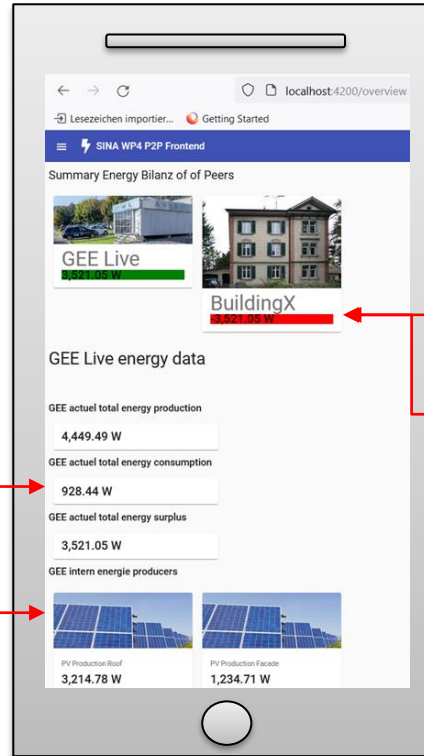 localhost:4200/overview
Lesezeichen importier... Getting Started
SINA WP4 P2P Frontend
Summary Energy Bilanz of of Peers
GEE Live
3,521.05 W
BuildingX
-3,521.05 W
GEE Live energy data
GEE actuel total energy production
4,449.49 W
GEE actuel total energy consumption
928.44 W
GEE actuel total energy surplus
3,521.05 W
GEE intern energie producers
PV Production Roof
3,214.78 W
PV Production Facade
1,234.71 W